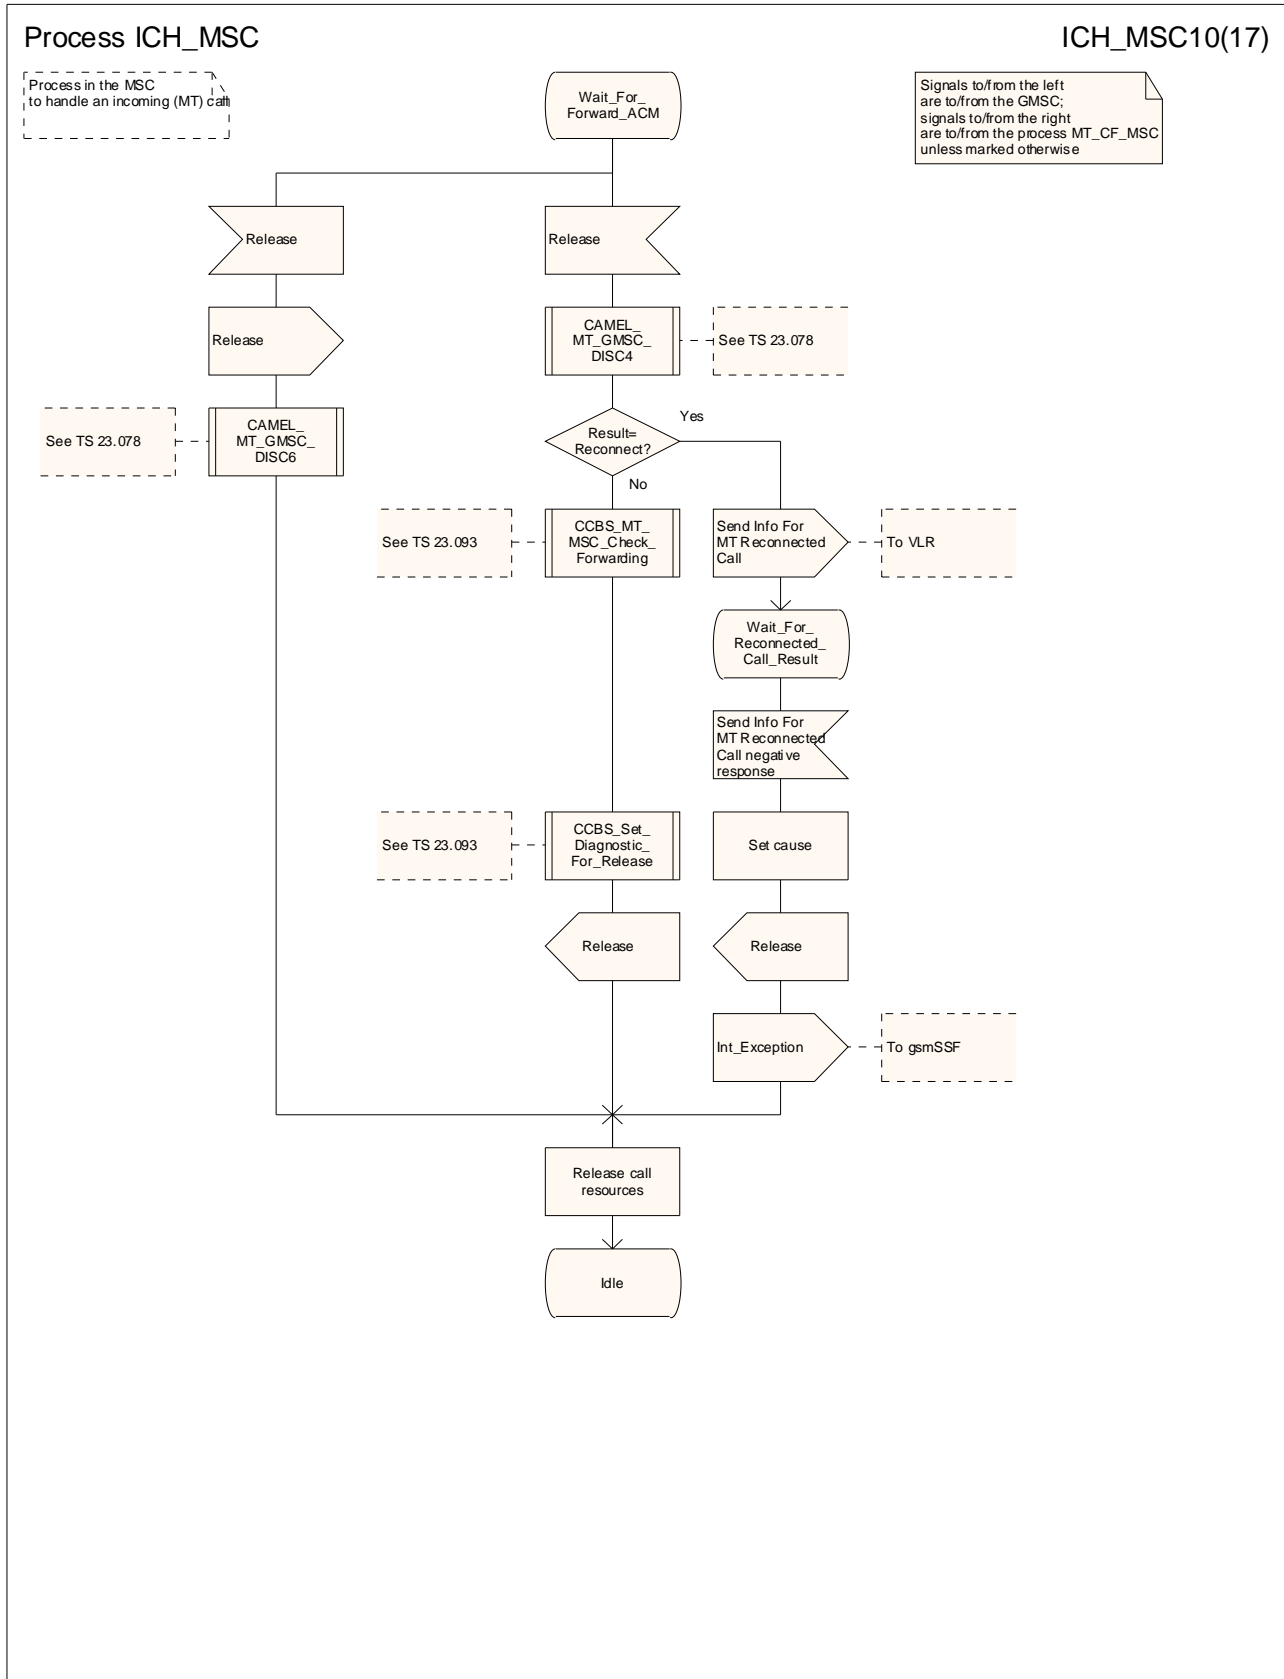 Process ICH_MSC
ICH_MSC10(17)
Process in the MSC
to handle an incoming (MT) call
Signals to/from the left
are to/from the GMSC;
signals to/from the right
are to/from the process MT_CF_MSC
unless marked otherwise
Wait_For_
Forward_ACM
Release
Release
Release
CAMEL_
MT_GMSC_
DISC4
See TS 23.078
See TS 23.078
CAMEL_
MT_GMSC_
DISC6
Result=
Reconnect?
Yes
No
See TS 23.093
CCBS_MT_
MSC_Check_
Forwarding
Send Info For
MT Reconnected
Call
To VLR
Wait_For_
Reconnected_
Call_Result
Send Info For
MT Reconnected
Call negative
response
See TS 23.093
CCBS_Set_
Diagnostic_
For_Release
Set cause
Release
Release
Int_Exception
To gsmSSF
Release call
resources
Idle